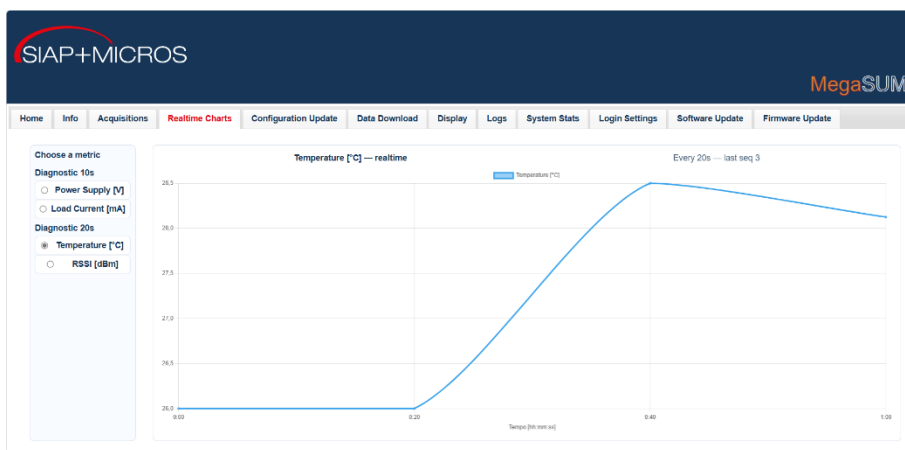 SIAP+MICROS
MegaSUM
Home Info Acquisitions Realtime Charts Configuration Update Data Download Display Logs System Stats Login Settings Software Update Firmware Update
Choose a metric
Diagnostic 10s
Power Supply [V]
Load Current [mA]
Diagnostic 20s
Temperature [°C]
RSSI [dBm]
Temperature [°C] — realtime
Every 20s — last seq 3
Temperature [°C]
28,5
28,0
27,5
27,0
26,5
26,0
0:00 0:20 0:40 1:00
Tempo [hh:mm:ss]